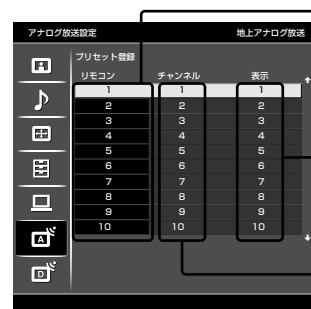 アナログ放送設定 地上アナログ放送
プリセット登録
リモコン チャンネル 表示
1 1 1
2 2 2
3 3 3
4 4 4
5 5 5
6 6 6
7 7 7
8 8 8
9 9 9
10 10 10
A
D